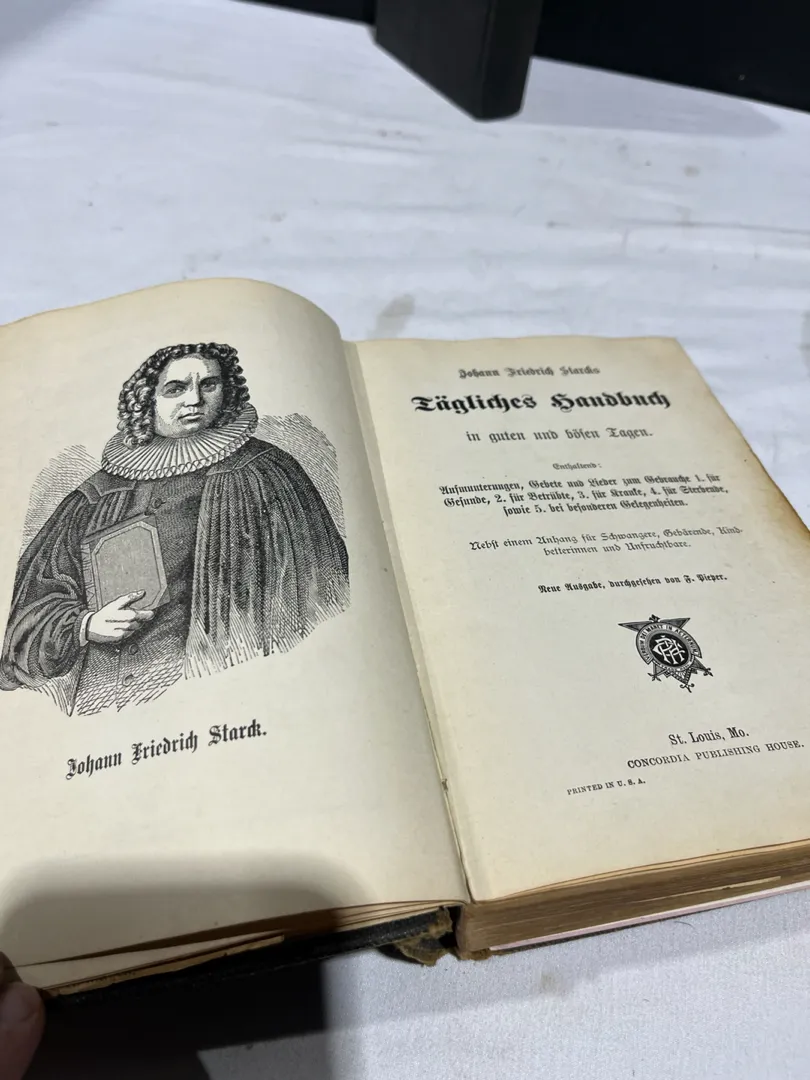 Johann Friedrich Starck.
Johann Friedrich Starcks
Tägliches Handbuch
in guten und bösen Tagen.
Enthaltend:
Aufmunterungen, Gebete und Lieder zum Gebrauche 1. für
Gesunde, 2. für Betrübte, 3. für Kranke, 4. für Sterbende,
sowie 5. bei besonderen Gelegenheiten.
Nebst einem Anhang für Schwangere, Gebärende, Kind-
betterinnen und Unfruchtbare.
Neue Ausgabe, durchgesehen von F. Pieper.
St. Louis, Mo.
CONCORDIA PUBLISHING HOUSE.
PRINTED IN U. S. A.